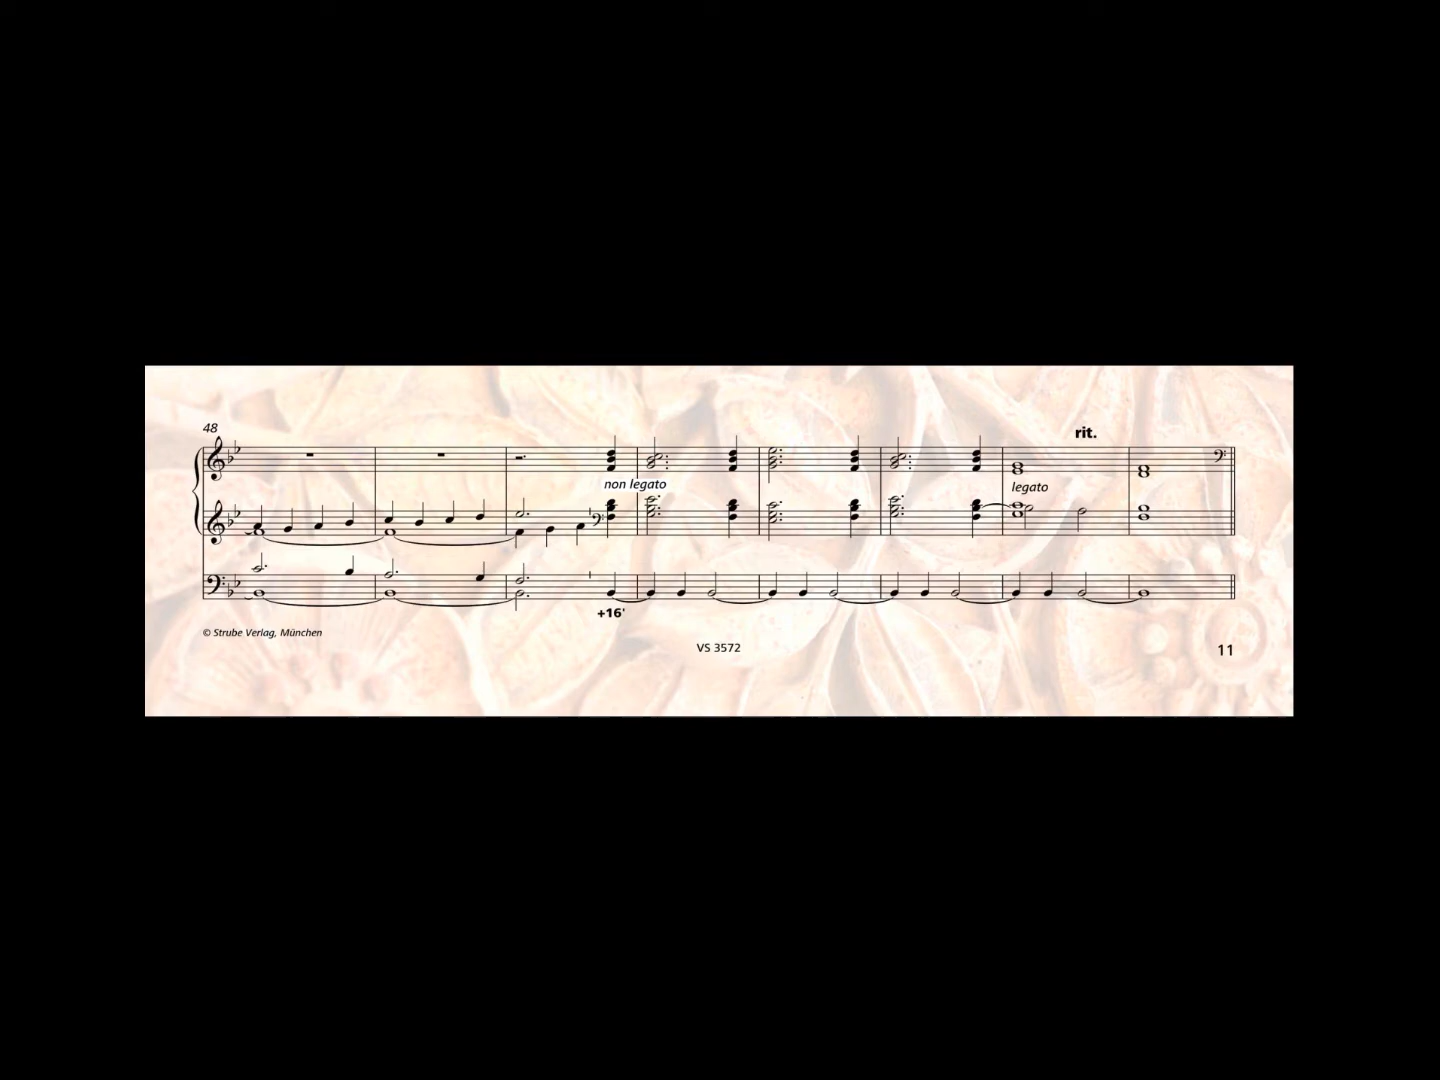 48
rit.
non legato
legato
+16'
© Strube Verlag, München
VS 3572
11